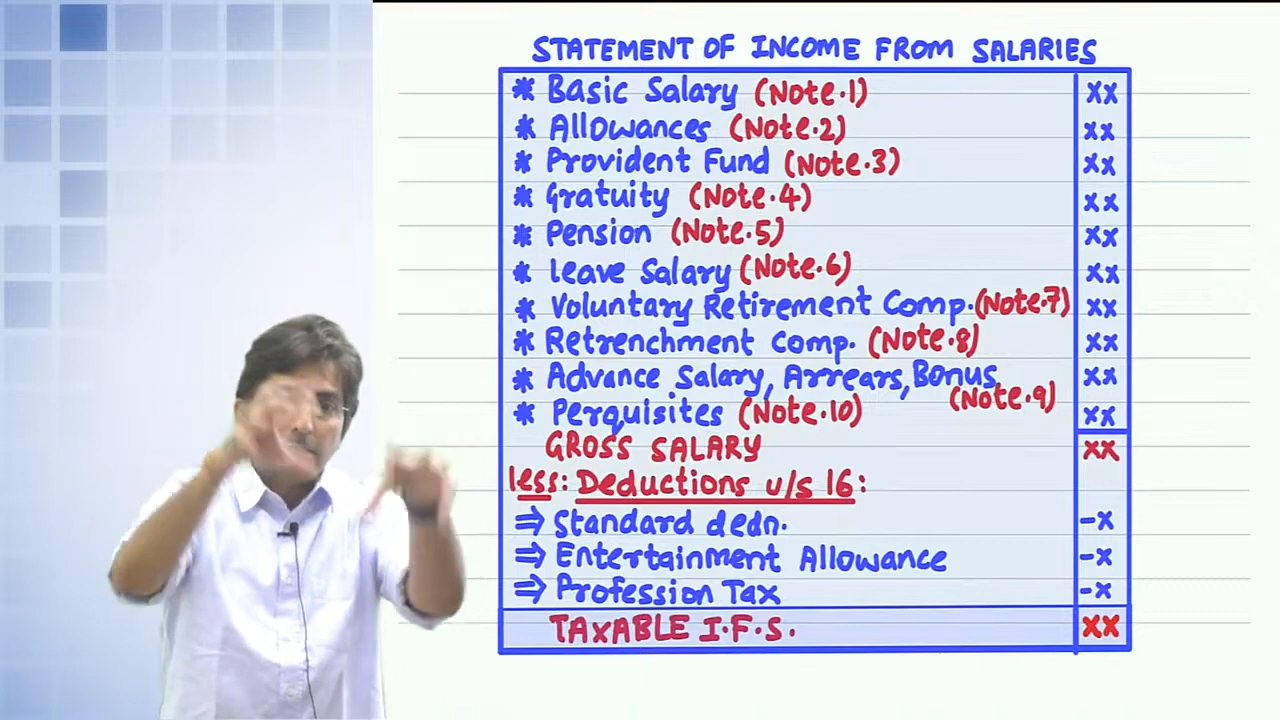 STATEMENT OF INCOME FROM SALARIES
* Basic Salary (Note.1) xx
* Allowances (Note.2) xx
* Provident Fund (Note.3) xx
* Gratuity (Note.4) xx
* Pension (Note.5) xx
* Leave Salary (Note.6) xx
* Voluntary Retirement Comp. (Note.7) xx
* Retrenchment Comp. (Note.8) xx
* Advance Salary, Arrears, Bonus xx
(Note.9)
* Perquisites (Note.10) xx
GROSS SALARY xx
less: Deductions u/s 16:
⇒ Standard dedn. -x
⇒ Entertainment Allowance -x
⇒ Profession Tax -x
TAXABLE I.F.S. xx